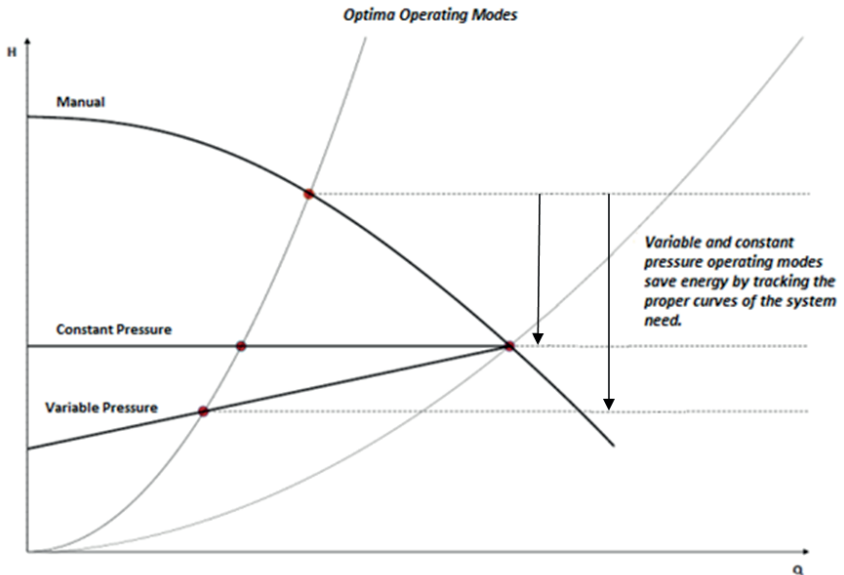 Optima Operating Modes
H
Manual
Variable and constant
pressure operating modes
save energy by tracking the
proper curves of the system
need.
Constant Pressure
Variable Pressure
Q